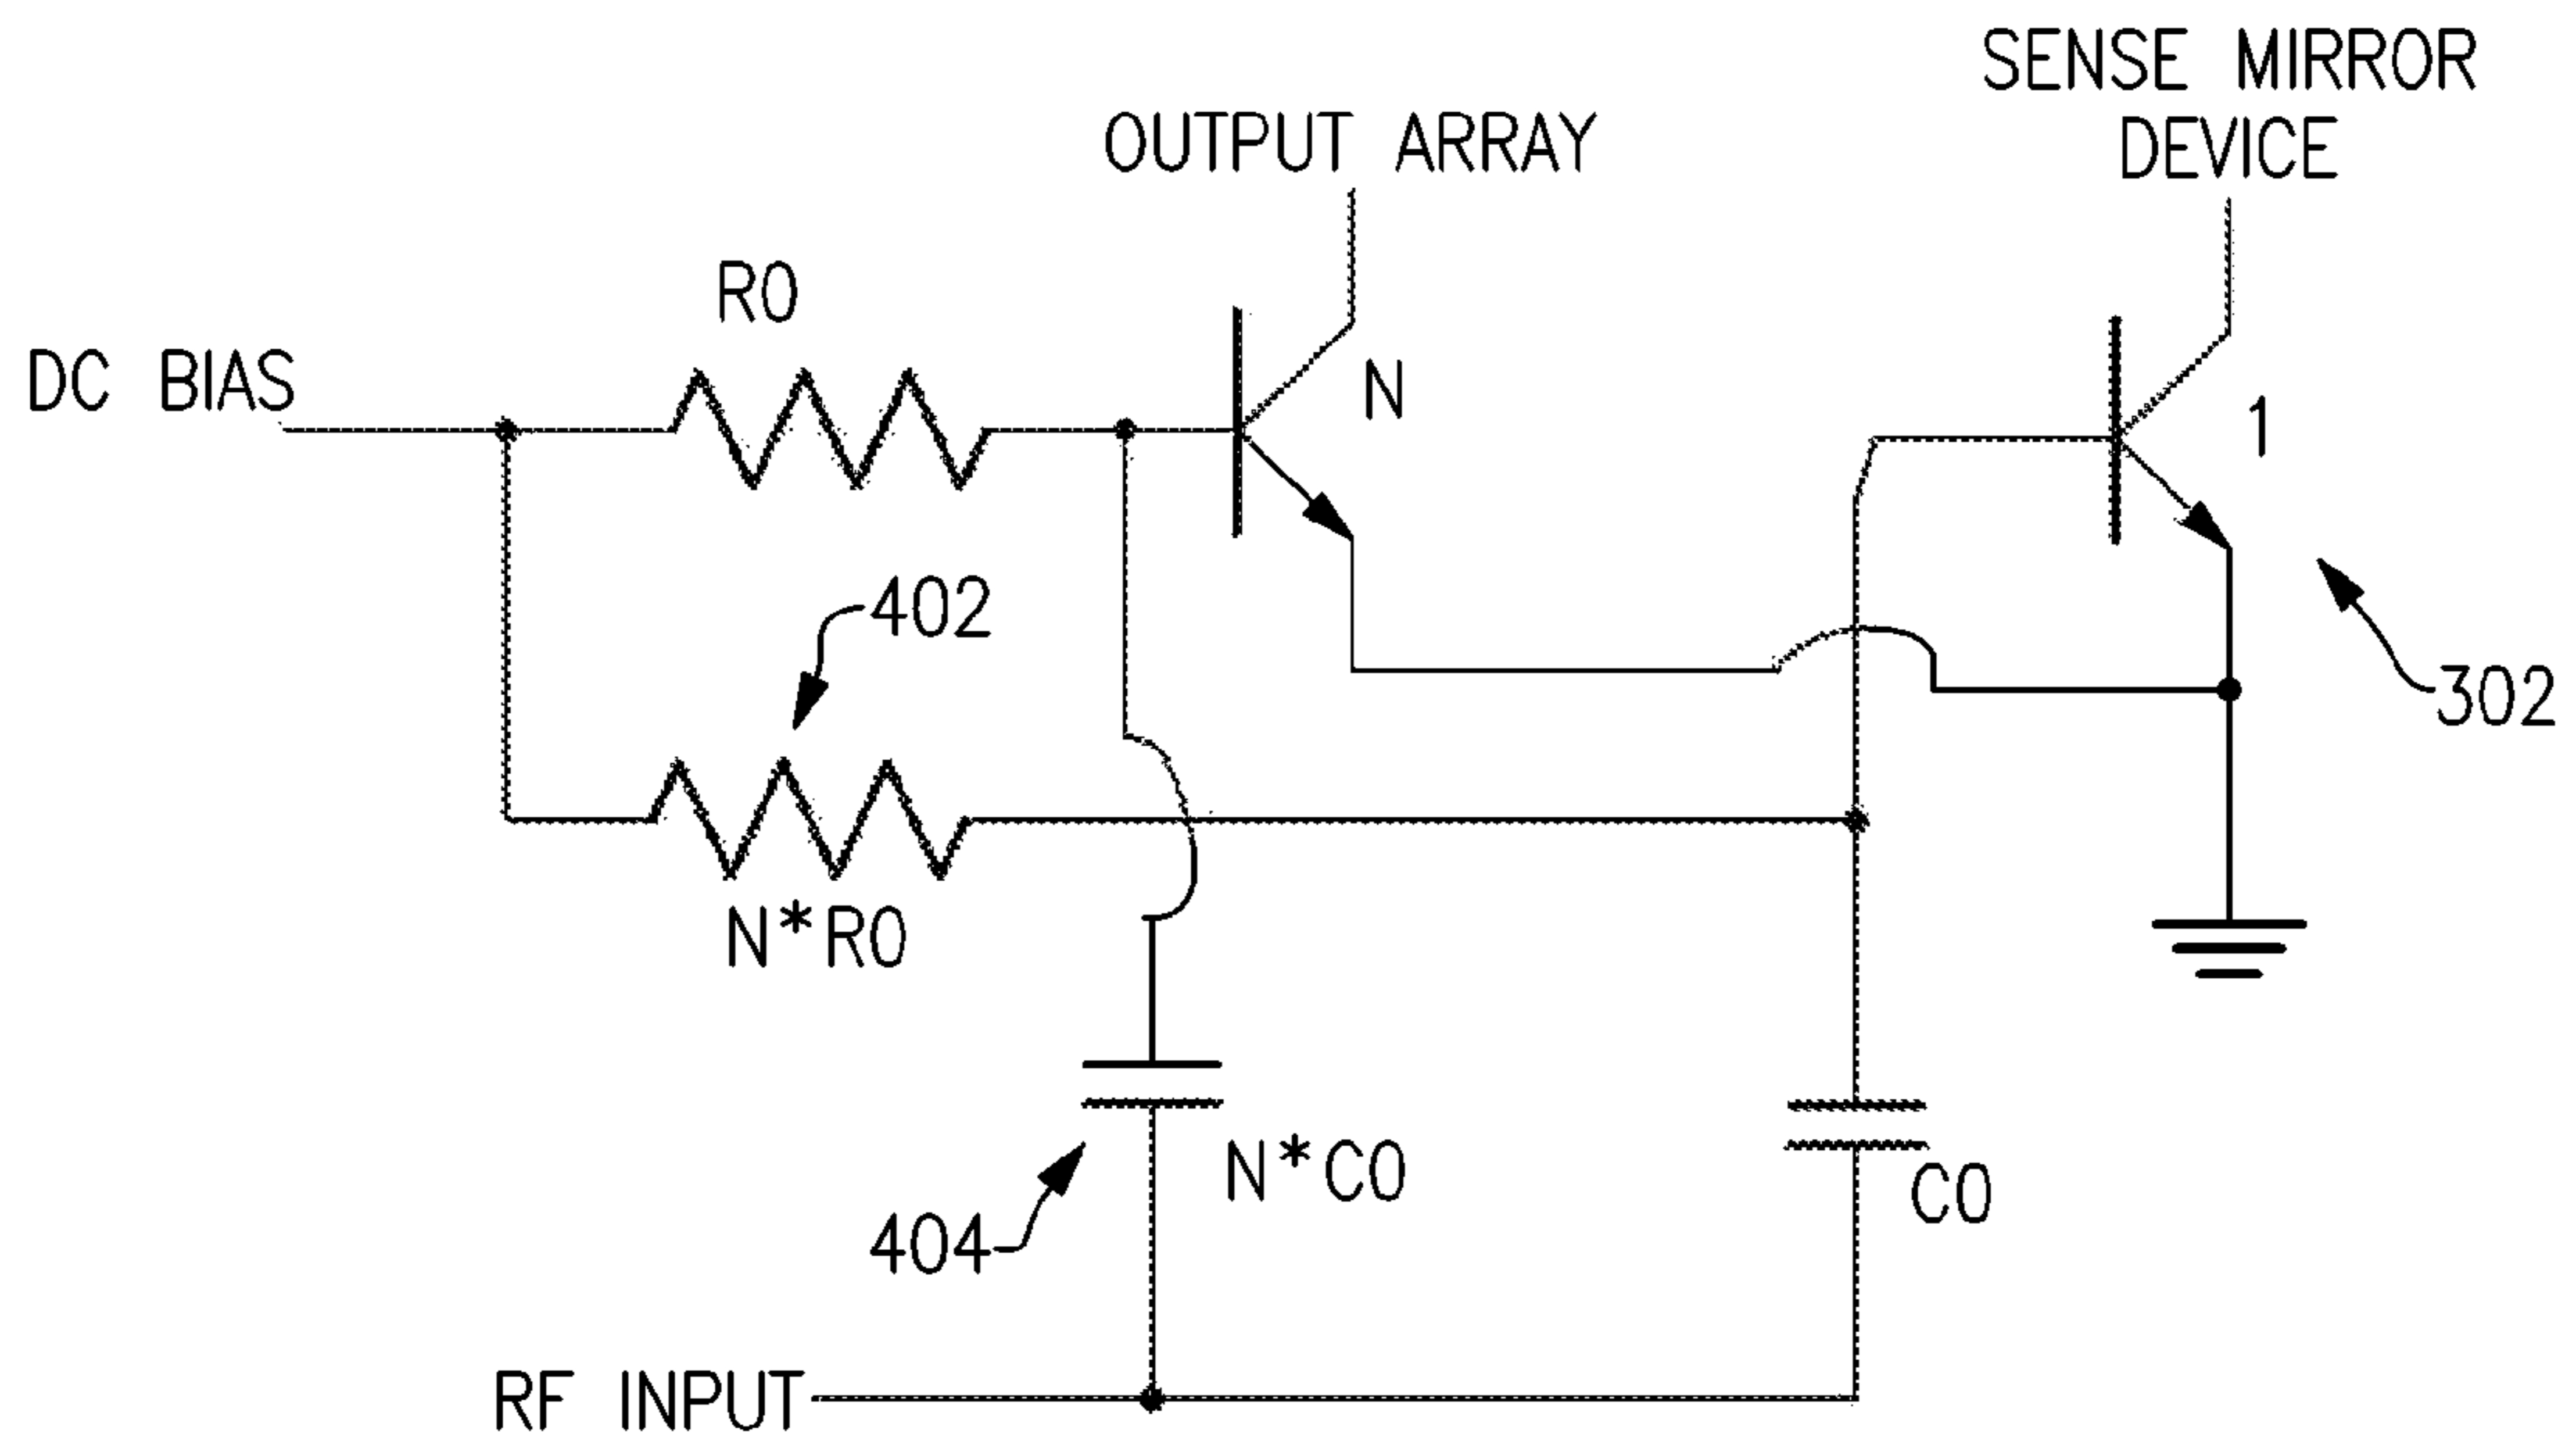 SENSE MIRROR
DEVICE
OUTPUT ARRAY
R0
DC BIAS
N
1
402
302
N*R0
N*C0
C0
404
RF INPUT